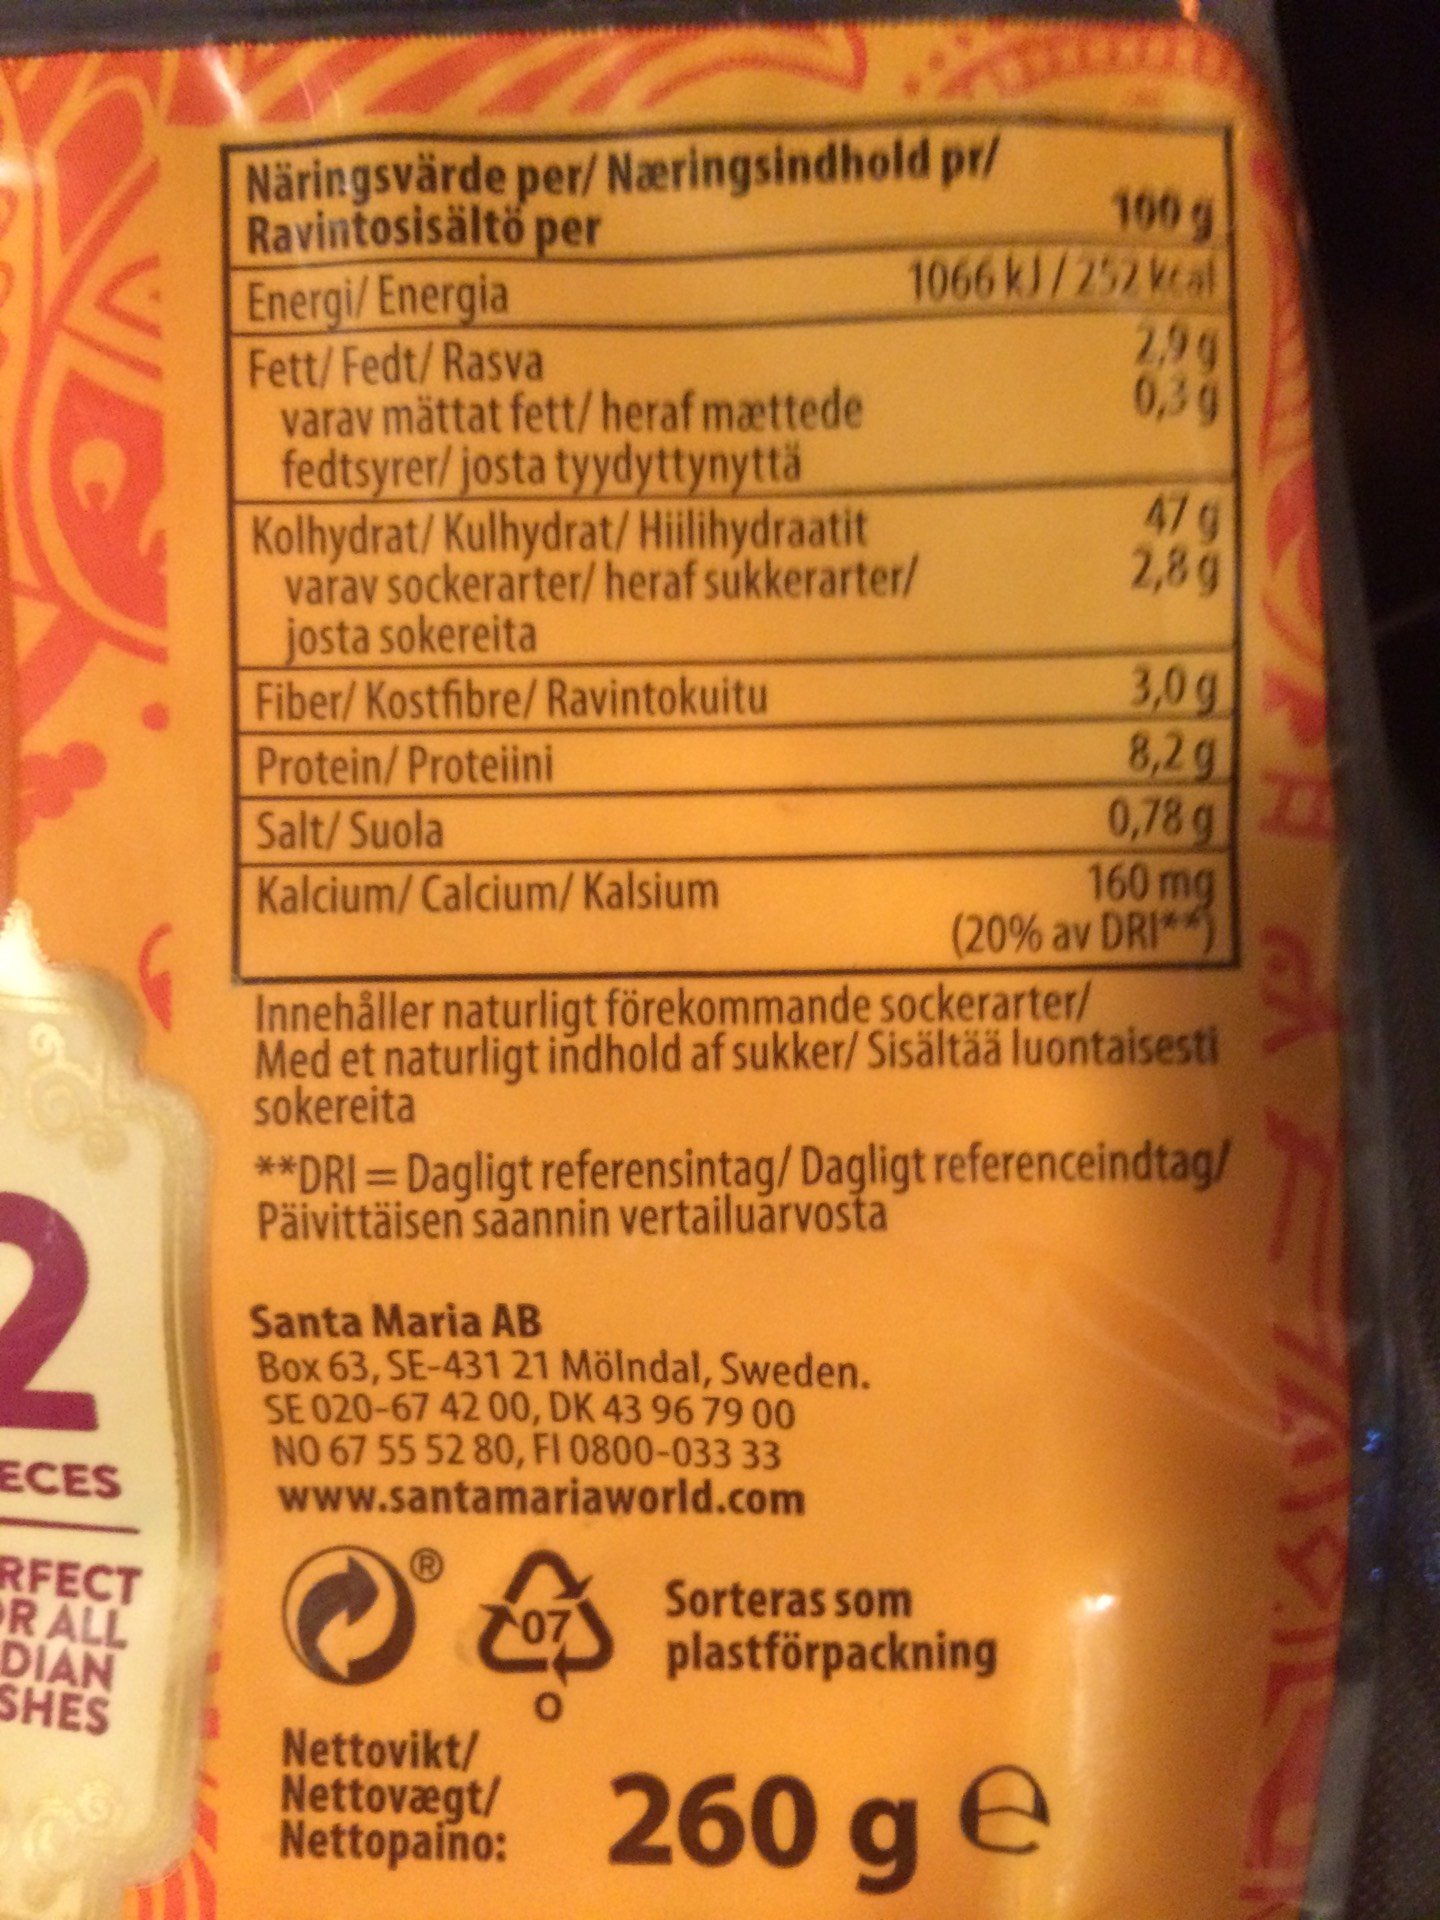 Näringsvärde per/ Næringsindhold pr/
Ravintosisältö per 100 g
Energi/ Energia 1066 kJ / 252 kcal
Fett/ Fedt/ Rasva 2,9 g
varav mättat fett/ heraf mættede 0,3 g
fedtsyrer/ josta tyydyttynyttä
Kolhydrat/ Kulhydrat/ Hiilihydraatit 47 g
varav sockerarter/ heraf sukkerarter/ 2,8 g
josta sokereita
Fiber/ Kostfibre/ Ravintokuitu 3,0 g
Protein/ Proteiini 8,2 g
Salt/ Suola 0,78 g
Kalcium/ Calcium/ Kalsium 160 mg
(20% av DRI**)
Innehåller naturligt förekommande sockerarter/
Med et naturligt indhold af sukker/ Sisältää luontaisesti
sokereita
**DRI = Dagligt referensintag/ Dagligt referenceindtag/
Päivittäisen saannin vertailuarvosta
Santa Maria AB
Box 63, SE-431 21 Mölndal, Sweden.
SE 020-67 42 00, DK 43 96 79 00
NO 67 55 52 80, FI 0800-033 33
www.santamariaworld.com
®
07
O
Sorteras som
plastförpackning
Nettovikt/
Nettovægt/
Nettopaino:
260 g e
2
ECES
RFECT
OR ALL
DIAN
SHES